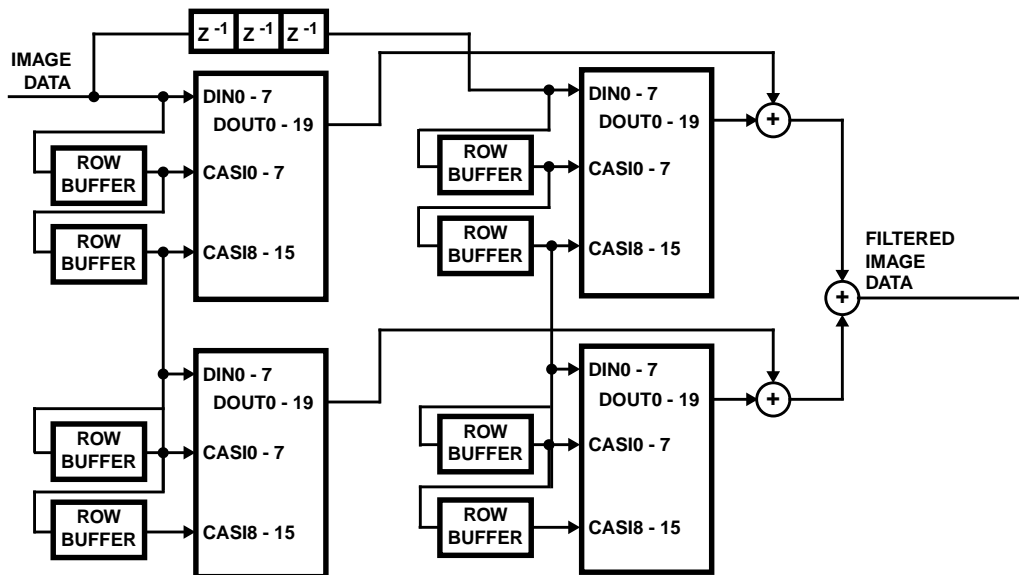 Z -1 Z -1 Z -1
IMAGE
DATA
DIN0 - 7
DOUT0 - 19
ROW
BUFFER
CASI0 - 7
ROW
BUFFER
CASI8 - 15
DIN0 - 7
DOUT0 - 19
+
ROW
BUFFER
CASI0 - 7
ROW
BUFFER
CASI8 - 15
FILTERED
IMAGE
DATA
+
DIN0 - 7
DOUT0 - 19
ROW
BUFFER
CASI0 - 7
ROW
BUFFER
CASI8 - 15
DIN0 - 7
DOUT0 - 19
+
ROW
BUFFER
CASI0 - 7
ROW
BUFFER
CASI8 - 15